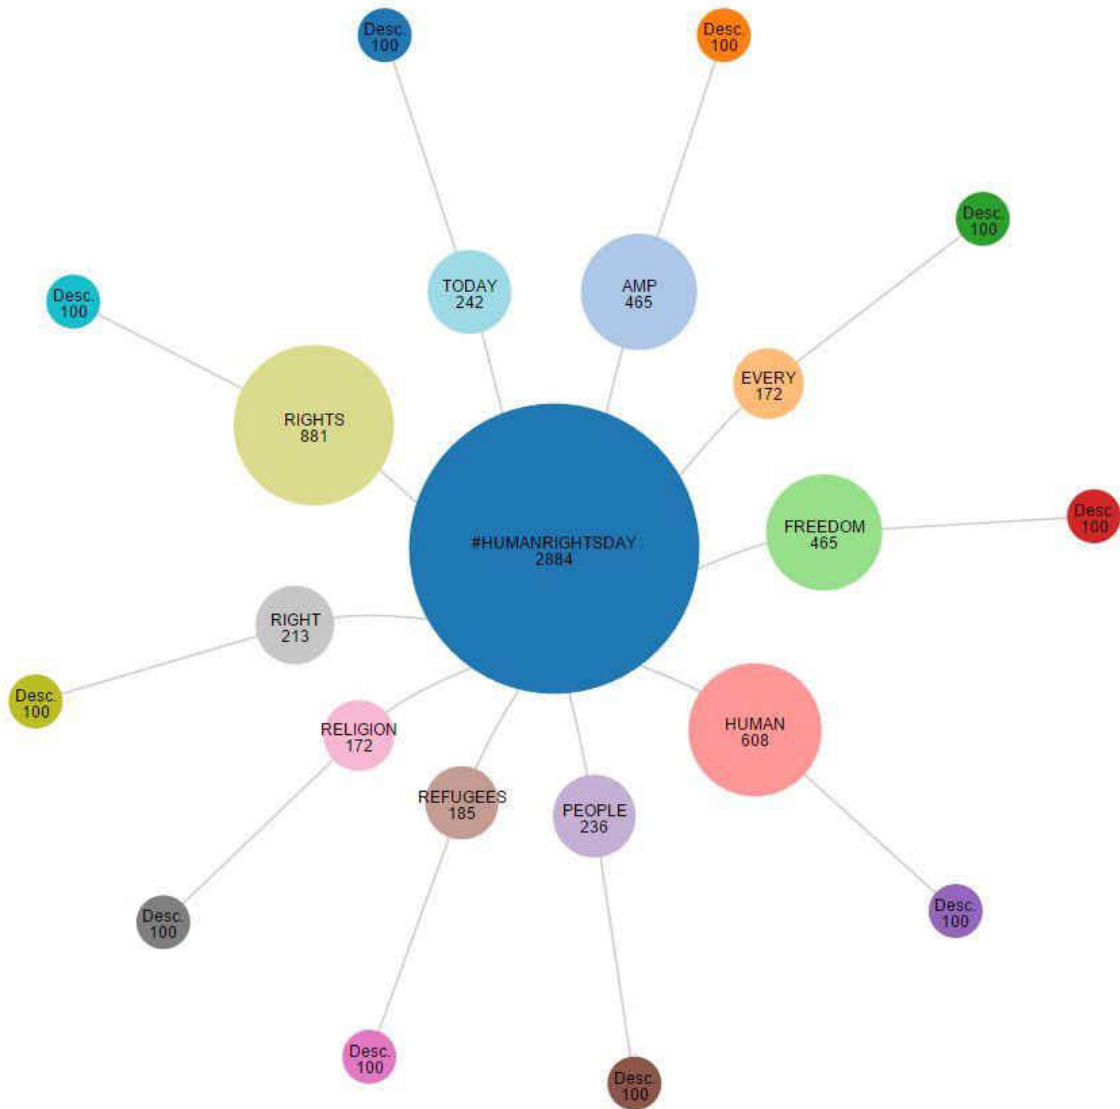 Desc.
100
Desc.
100
Desc.
100
TODAY
242
AMP
465
Desc.
100
EVERY
172
RIGHTS
881
FREEDOM
465
Desc.
100
#HUMANRIGHTSDAY
2884
RIGHT
213
Desc.
100
RELIGION
172
HUMAN
608
REFUGEES
185
PEOPLE
236
Desc.
100
Desc.
100
Desc.
100
Desc.
100